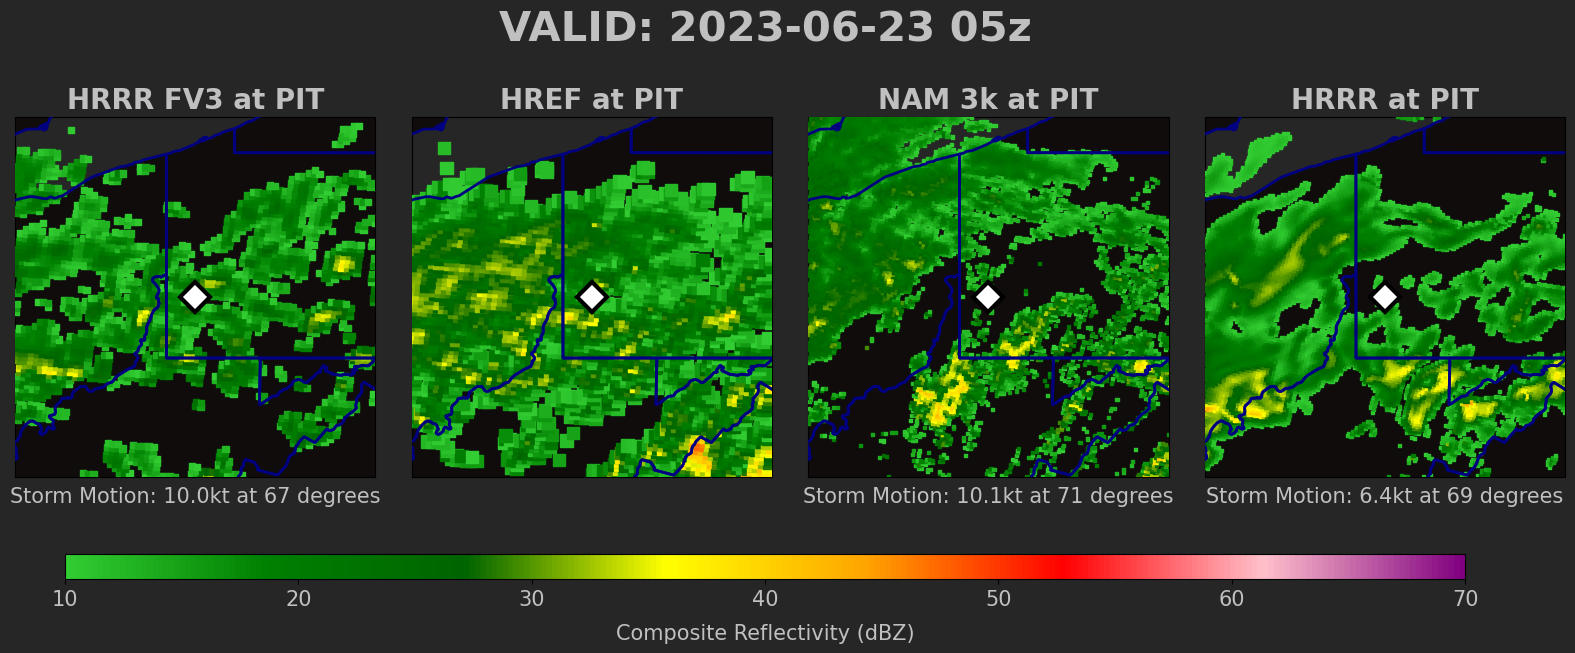 VALID: 2023-06-23 05z
HRRR FV3 at PIT
HREF at PIT
NAM 3k at PIT
HRRR at PIT
Storm Motion: 10.0kt at 67 degrees
Storm Motion: 10.1kt at 71 degrees
Storm Motion: 6.4kt at 69 degrees
10 20 30 40 50 60 70
Composite Reflectivity (dBZ)